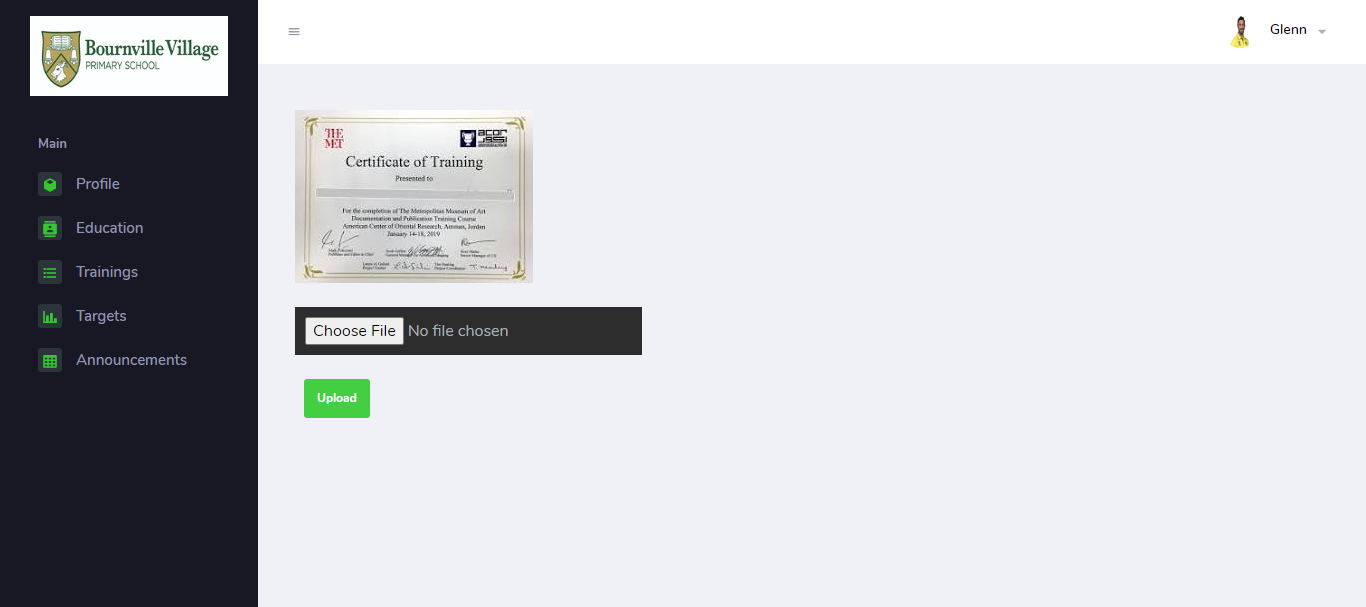 Bournville Village
PRIMARY SCHOOL
Glenn
Main
Profile
Education
Trainings
Targets
Announcements
THE
MET
acor
أكور
Certificate of Training
Presented to
For the completion of The Metropolitan Museum of Art
Documentation and Publication Training Course
American Center of Oriental Research, Amman, Jordan
January 14-18, 2019
Choose File No file chosen
Upload